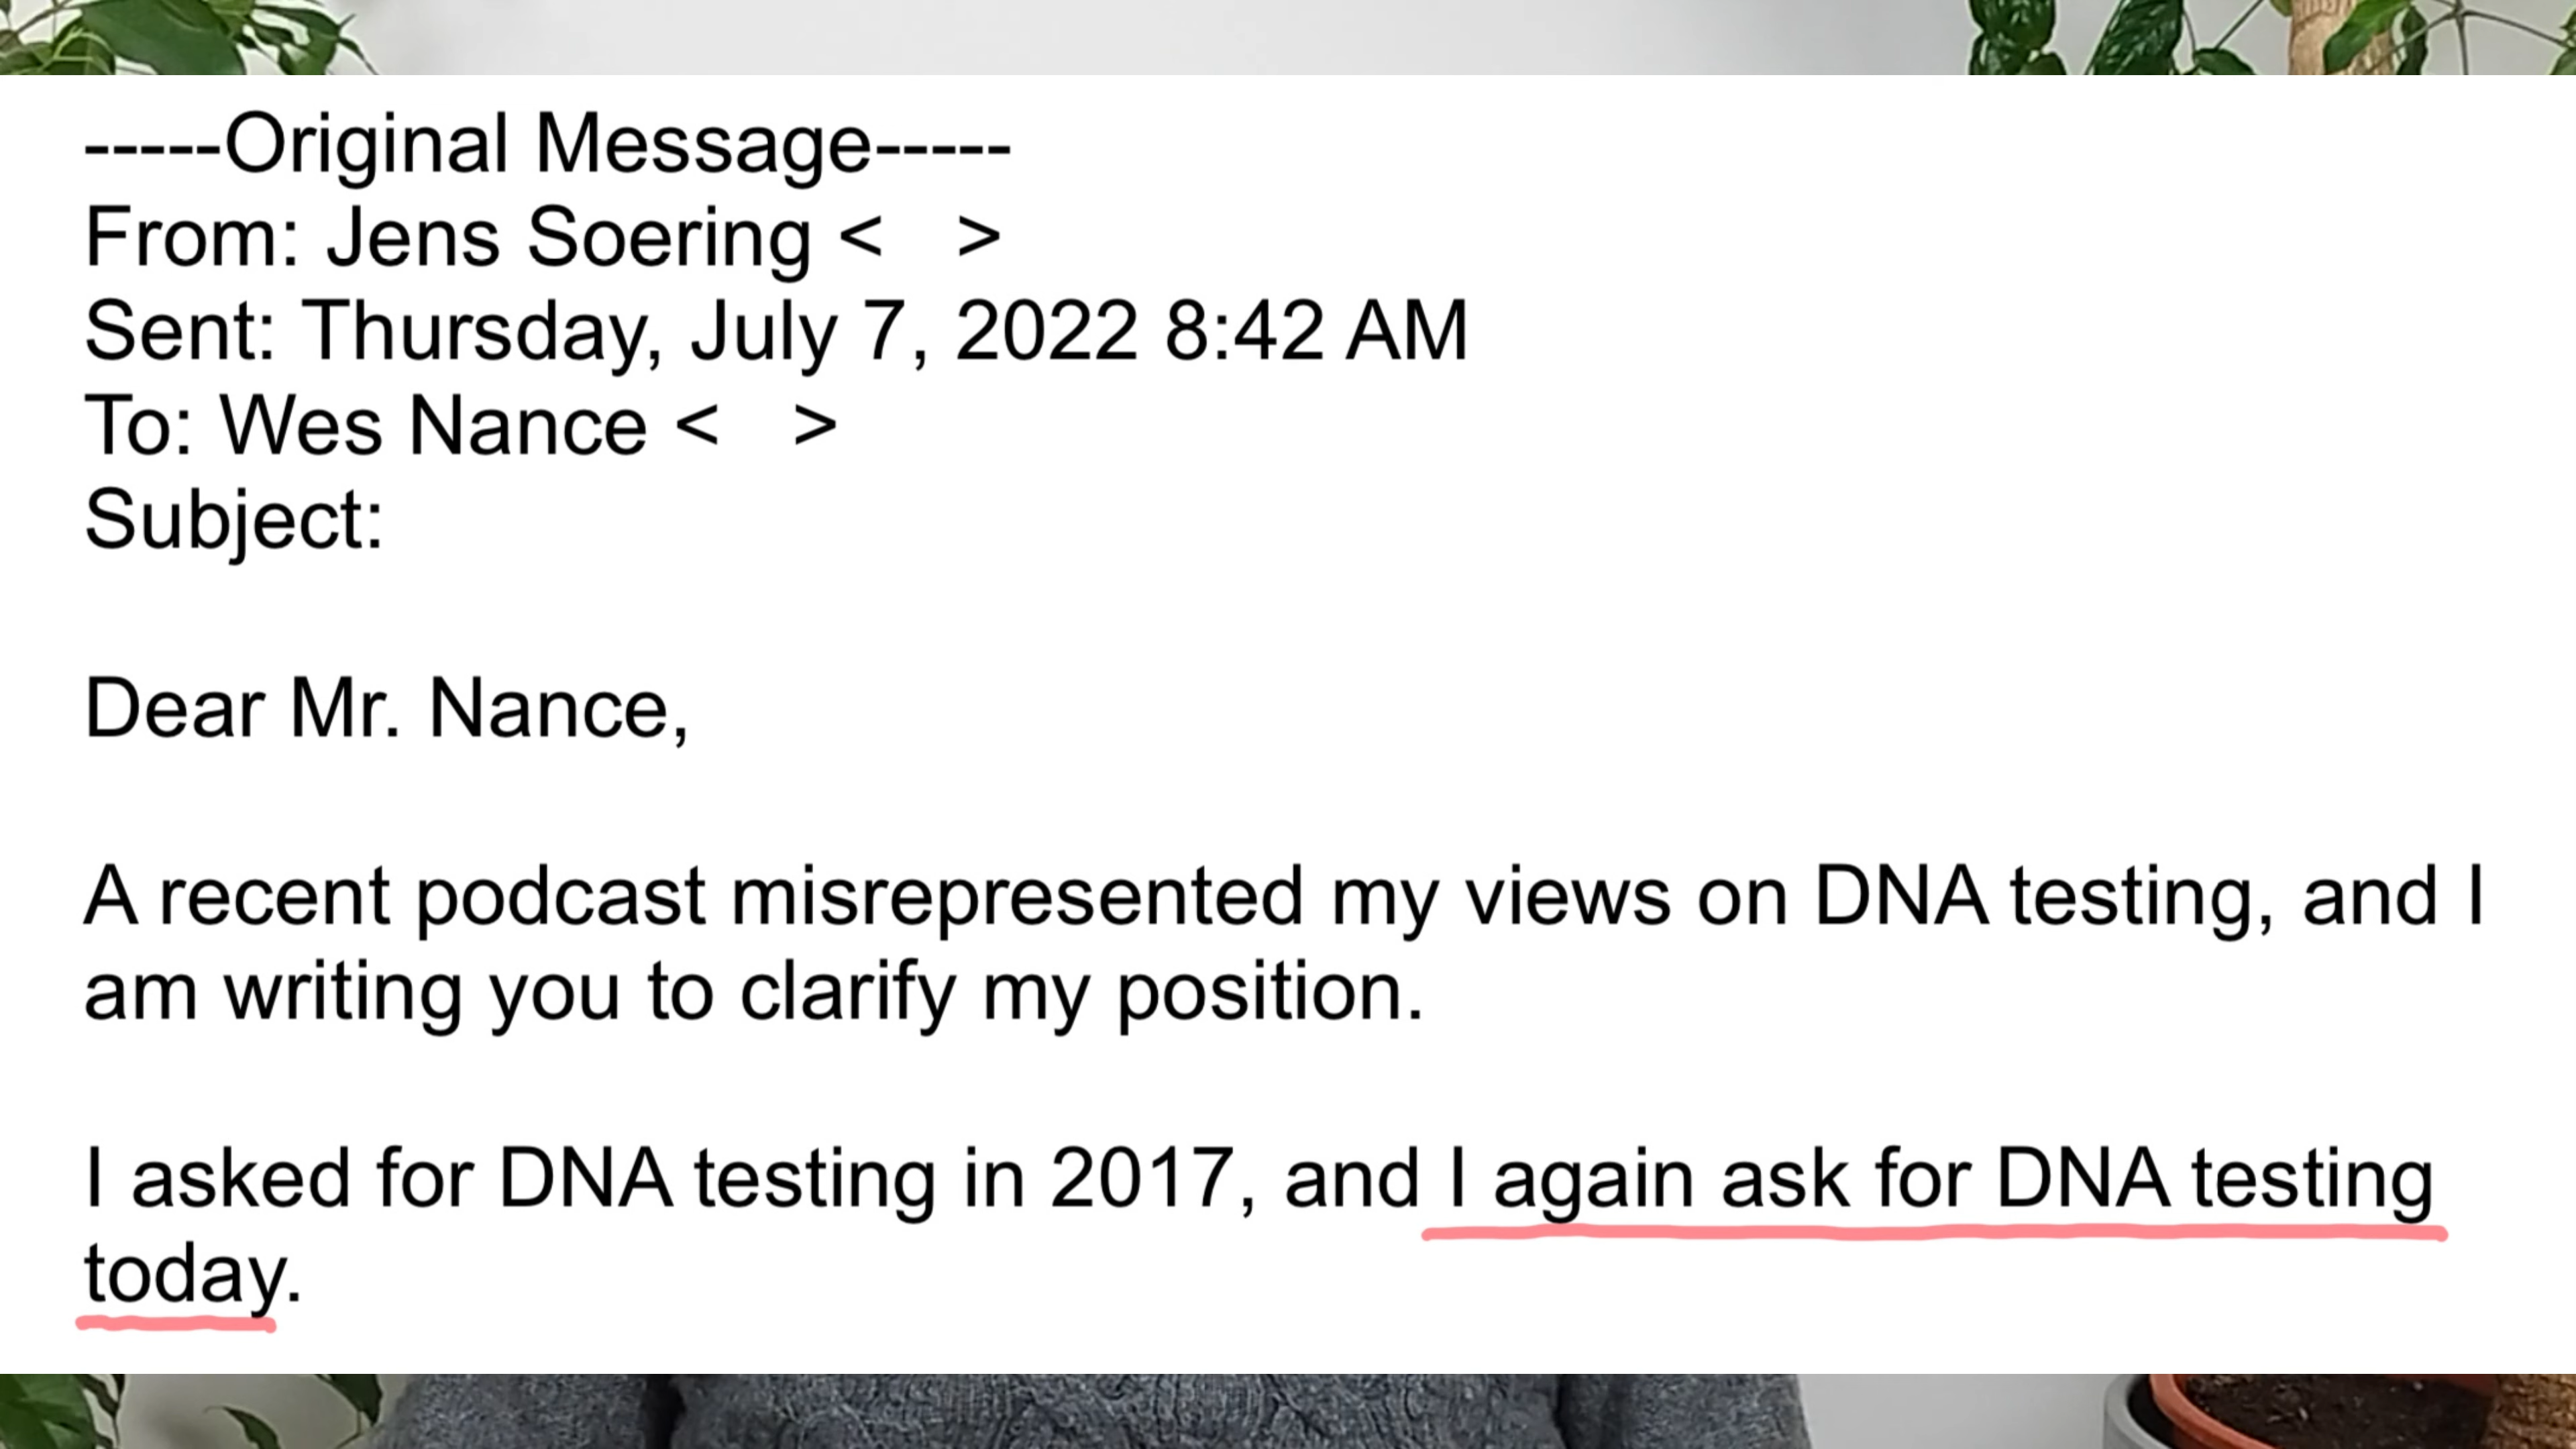 -----Original Message-----
From: Jens Soering <   >
Sent: Thursday, July 7, 2022 8:42 AM
To: Wes Nance <   >
Subject:
Dear Mr. Nance,
A recent podcast misrepresented my views on DNA testing, and I
am writing you to clarify my position.
I asked for DNA testing in 2017, and I again ask for DNA testing
today.